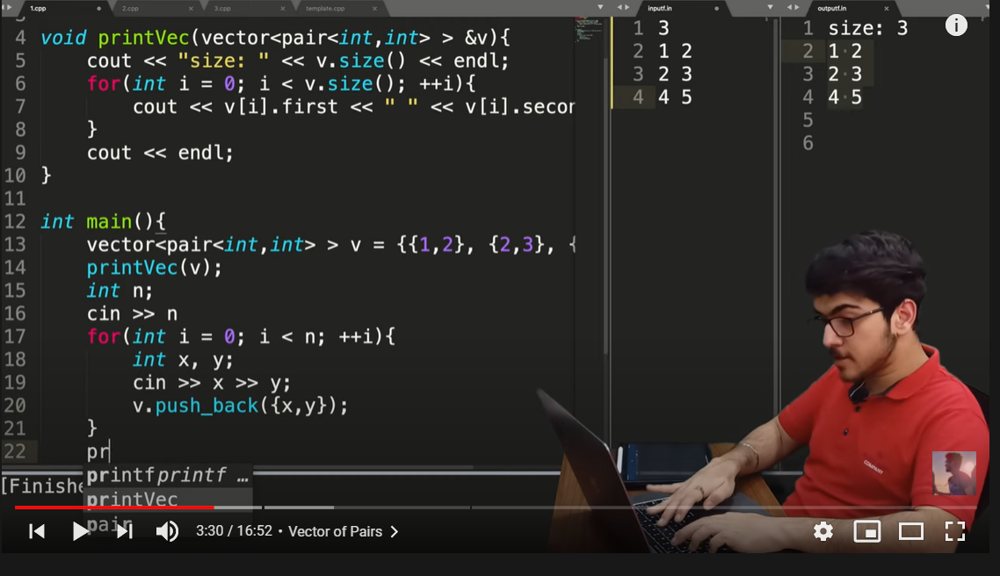 1.cpp
2.cpp
3.cpp
template.cpp
inputf.in
outputf.in
4 void printVec(vector<pair<int,int> > &v){
5 cout << "size: " << v.size() << endl;
6 for(int i = 0; i < v.size(); ++i){
7 cout << v[i].first << " " << v[i].secon
8 }
9 cout << endl;
10 }
11
12 int main(){
13 vector<pair<int,int> > v = {{1,2}, {2,3}, {
14 printVec(v);
15 int n;
16 cin >> n
17 for(int i = 0; i < n; ++i){
18 int x, y;
19 cin >> x >> y;
20 v.push_back({x,y});
21 }
22 pr
printf printf …
printVec
pair
[Finishe
1 3
2 1 2
3 2 3
4 4 5
1 size: 3
2 1·2
3 2·3
4 4·5
5
6
i
COMPANY
3:30 / 16:52 • Vector of Pairs